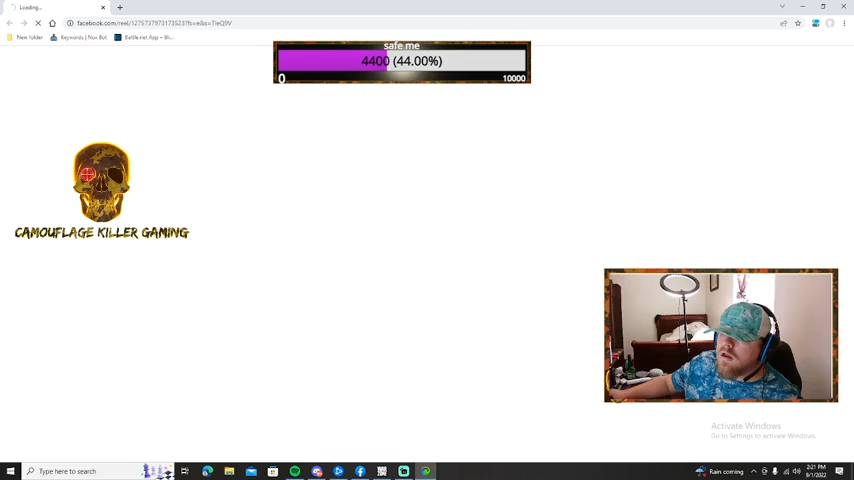 Loading...
facebook.com/reel/1275737973173523?fs=e&s=TIeQ9V
New folder
Keywords | Nox Bot
Battle.net App – Bli...
safe me
4400 (44.00%)
0
10000
CAMOUFLAGE KILLER GAMING
Activate Windows
Go to Settings to activate Windows.
Type here to search
Rain coming
2:21 PM
8/1/2022